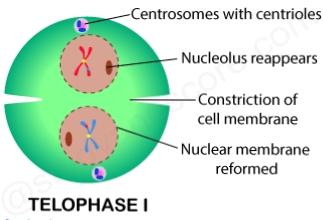 Centrosomes with centrioles
Nucleolus reappears
Constriction of
cell membrane
Nuclear membrane
reformed
TELOPHASE I